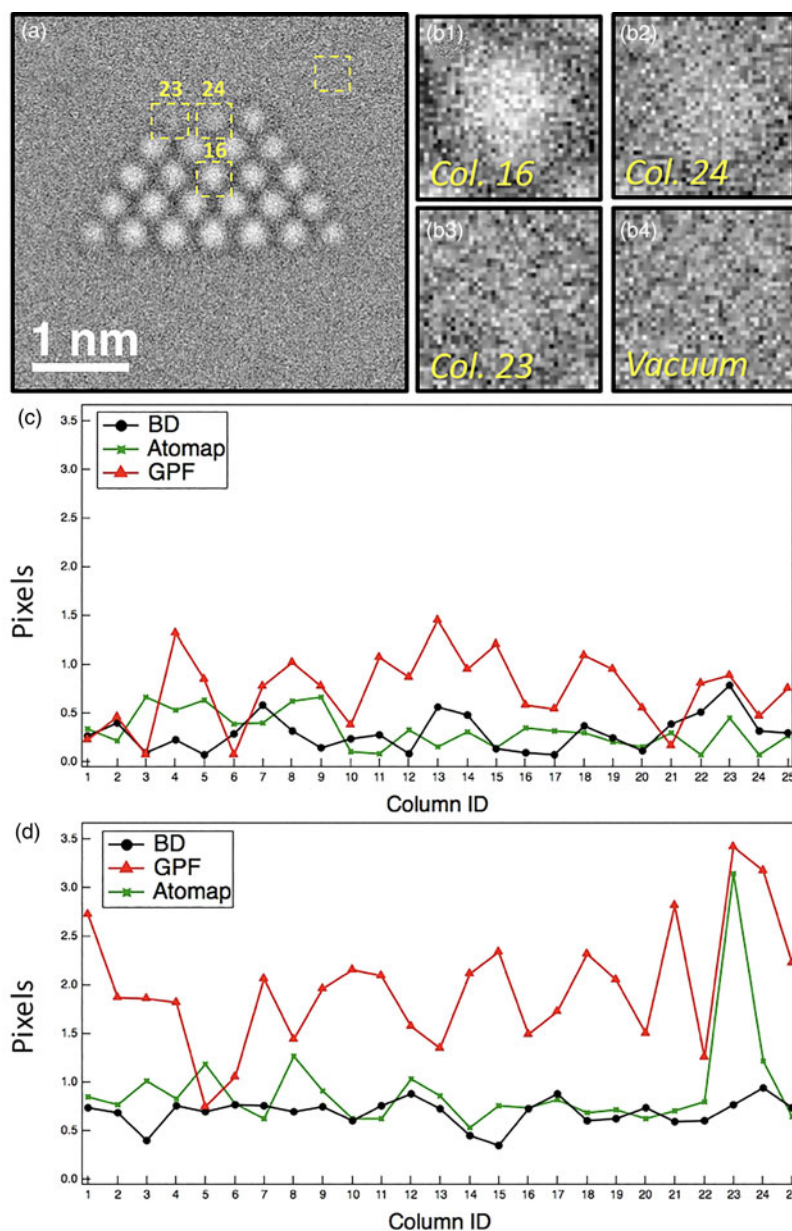 (a)
23 24
16
1 nm
(b1)
Col. 16
(b2)
Col. 24
(b3)
Col. 23
(b4)
Vacuum
(c)
BD
Atomap
GPF
3.5
3.0
2.5
2.0
1.5
1.0
0.5
0.0
Pixels
1 2 3 4 5 6 7 8 9 10 11 12 13 14 15 16 17 18 19 20 21 22 23 24 25
Column ID
(d)
BD
GPF
Atomap
3.5
3.0
2.5
2.0
1.5
1.0
0.5
0.0
Pixels
1 2 3 4 5 6 7 8 9 10 11 12 13 14 15 16 17 18 19 20 21 22 23 24
Column ID